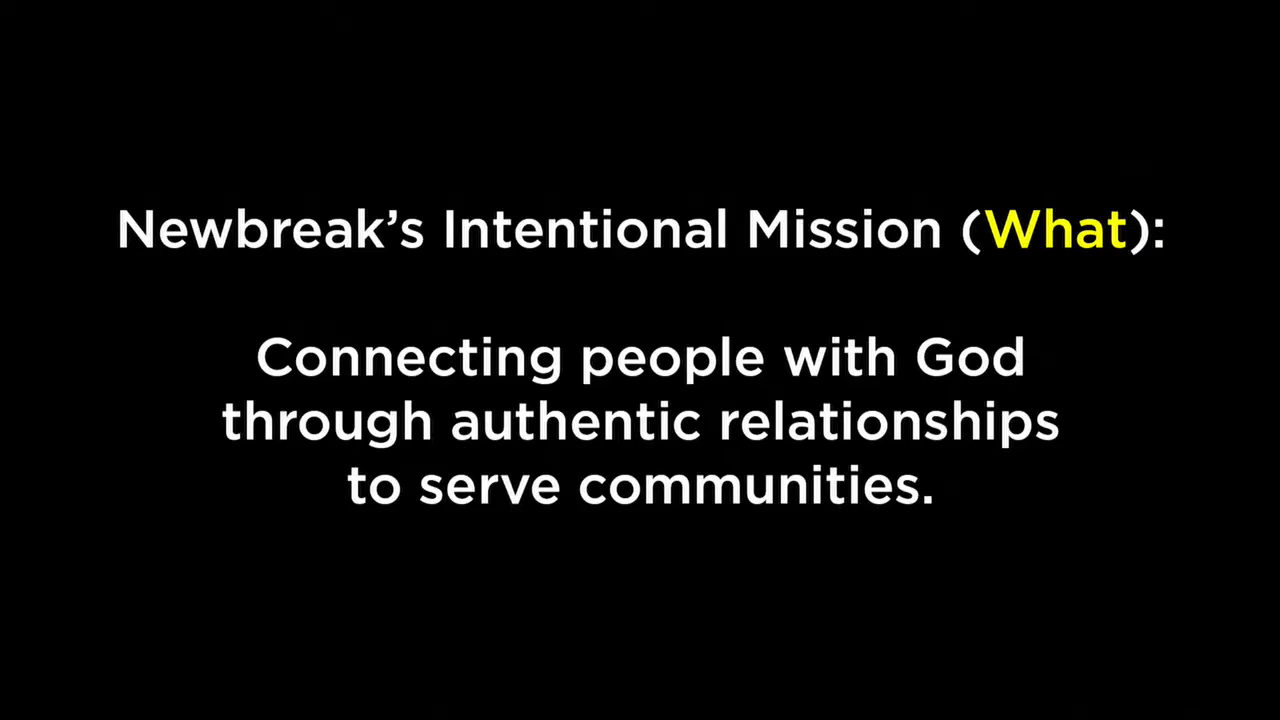 Newbreak’s Intentional Mission (What):
Connecting people with God
through authentic relationships
to serve communities.